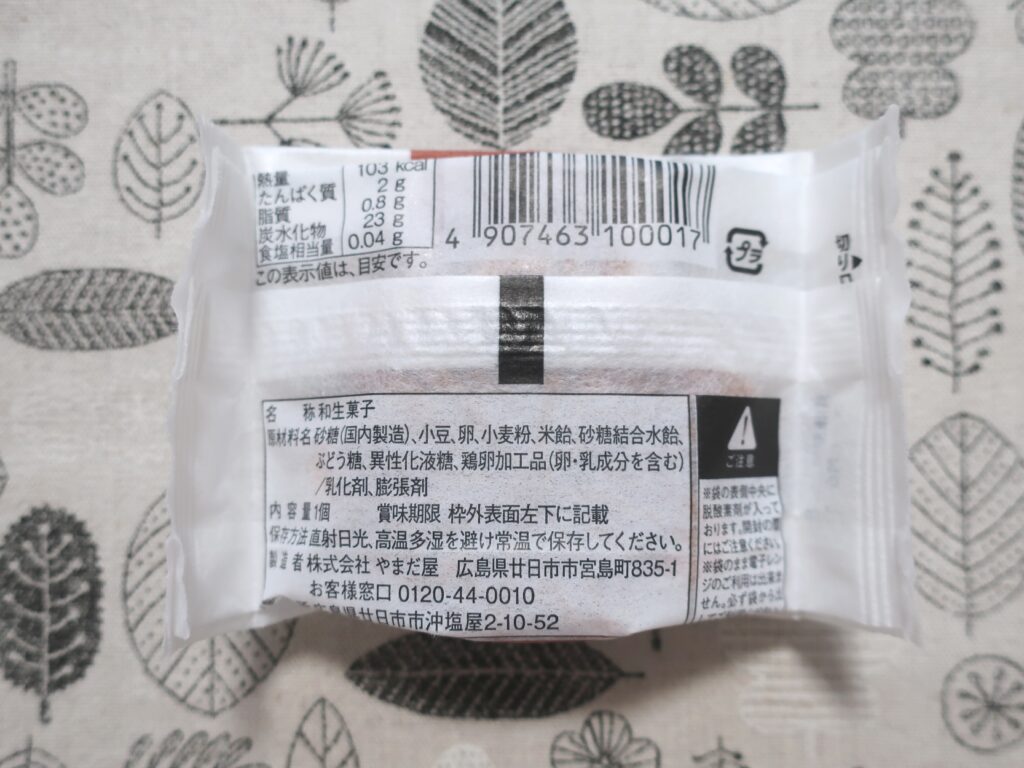 熱量 103 kcal
たんぱく質 2 g
脂質 0.8 g
炭水化物 23 g
食塩相当量 0.04 g
この表示値は、目安です。
4 907463 100017
プラ
切り口
名 称 和生菓子
原材料名 砂糖(国内製造)、小豆、卵、小麦粉、米飴、砂糖結合水飴、
ぶどう糖、異性化液糖、鶏卵加工品(卵・乳成分を含む)
/乳化剤、膨張剤
内容量 1個 賞味期限 枠外表面左下に記載
保存方法 直射日光、高温多湿を避け常温で保存してください。
製造者 株式会社 やまだ屋 広島県廿日市市宮島町835-1
お客様窓口 0120-44-0010
広島県廿日市市沖塩屋2-10-52
ご注意
※袋の表側中央に
脱酸素剤が入って
おります。開封の際
にはご注意ください。
※袋のまま電子レン
ジのご利用は出来ま
せん。必ず袋から出